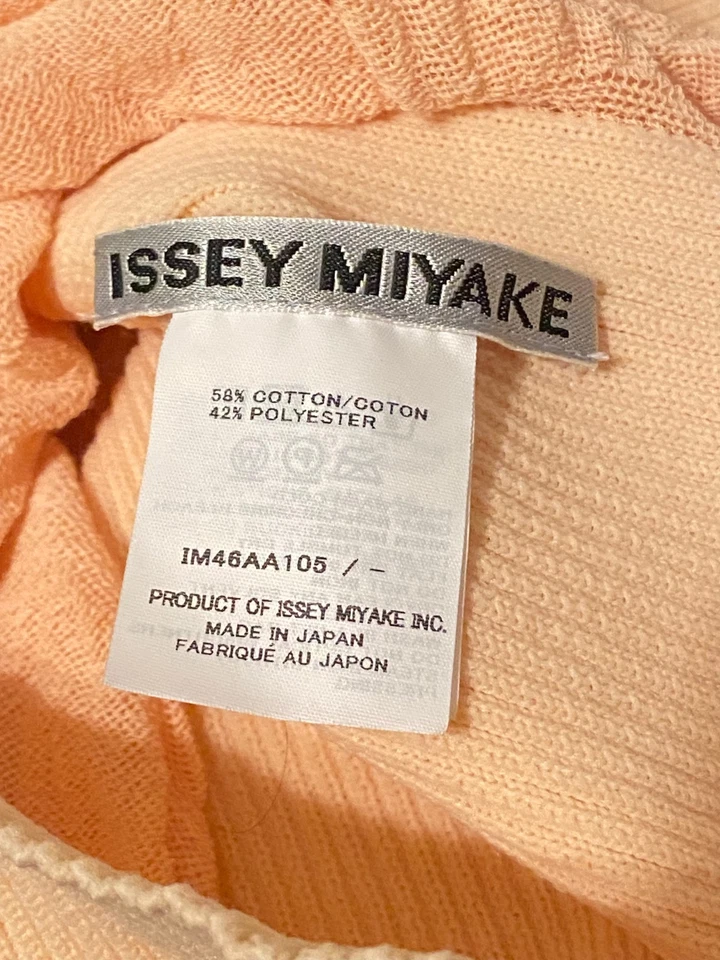 ISSEY MIYAKE
58% COTTON/COTON
42% POLYESTER
IM46AA105 / –
PRODUCT OF ISSEY MIYAKE INC.
MADE IN JAPAN
FABRIQUÉ AU JAPON